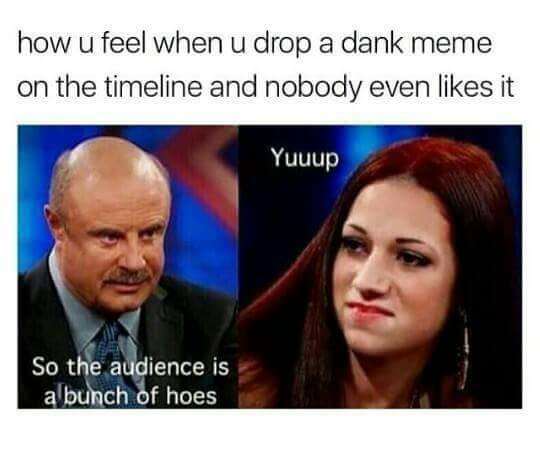 how u feel when u drop a dank meme
on the timeline and nobody even likes it
Yuuup
So the audience is
a bunch of hoes